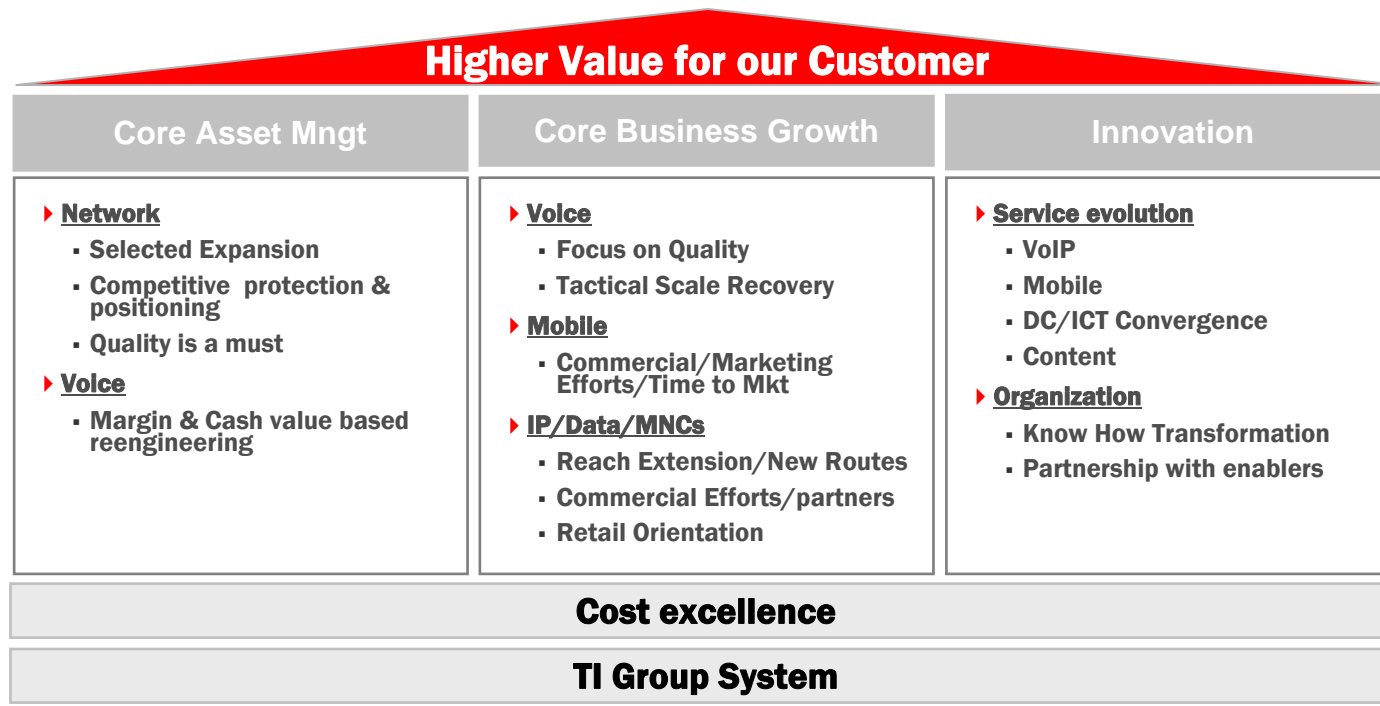 Higher Value for our Customer
Core Asset Mngt
Network
Selected Expansion
Competitive protection &
positioning
Quality is a must
Voice
Margin & Cash value based
reengineering
Core Business Growth
Voice
Focus on Quality
Tactical Scale Recovery
Mobile
Commercial/Marketing
Efforts/Time to Mkt
IP/Data/MNCs
Reach Extension/New Routes
Commercial Efforts/partners
Retail Orientation
Innovation
Service evolution
VoIP
Mobile
DC/ICT Convergence
Content
Organization
Know How Transformation
Partnership with enablers
Cost excellence
TI Group System